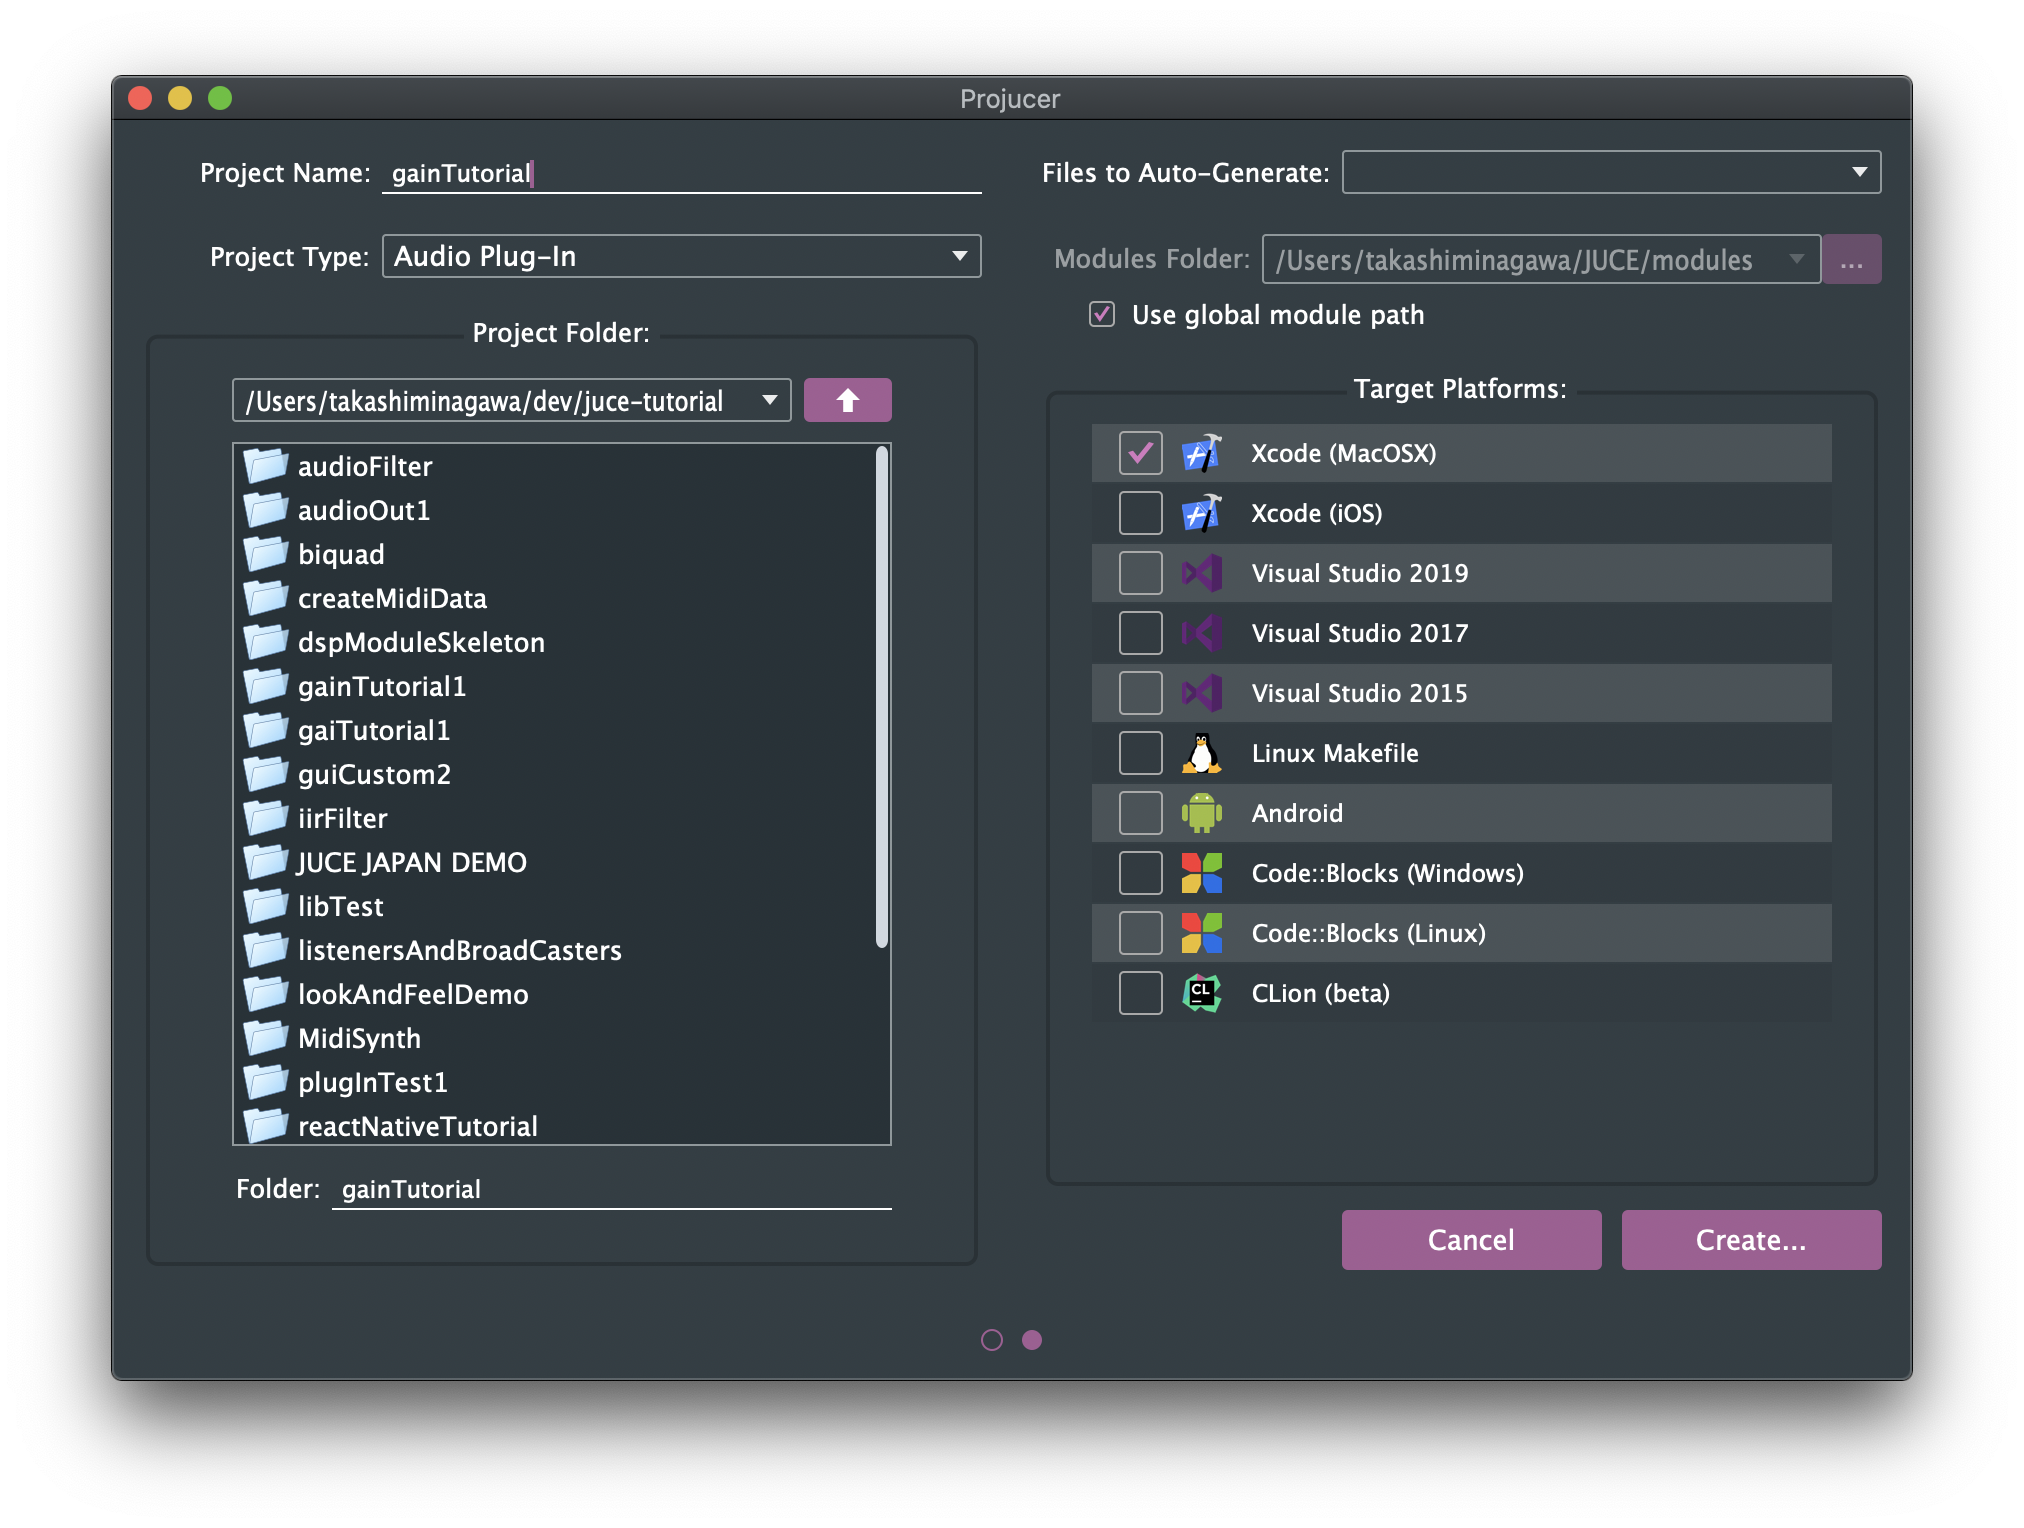 Projucer
Project Name: gainTutorial
Project Type: Audio Plug-In
Project Folder:
/Users/takashiminagawa/dev/juce-tutorial
audioFilter
audioOut1
biquad
createMidiData
dspModuleSkeleton
gainTutorial1
gaiTutorial1
guiCustom2
iirFilter
JUCE JAPAN DEMO
libTest
listenersAndBroadCasters
lookAndFeelDemo
MidiSynth
plugInTest1
reactNativeTutorial
Folder: gainTutorial
Files to Auto-Generate:
Modules Folder: /Users/takashiminagawa/JUCE/modules ...
Use global module path
Target Platforms:
Xcode (MacOSX)
Xcode (iOS)
Visual Studio 2019
Visual Studio 2017
Visual Studio 2015
Linux Makefile
Android
Code::Blocks (Windows)
Code::Blocks (Linux)
CL CLion (beta)
Cancel Create...